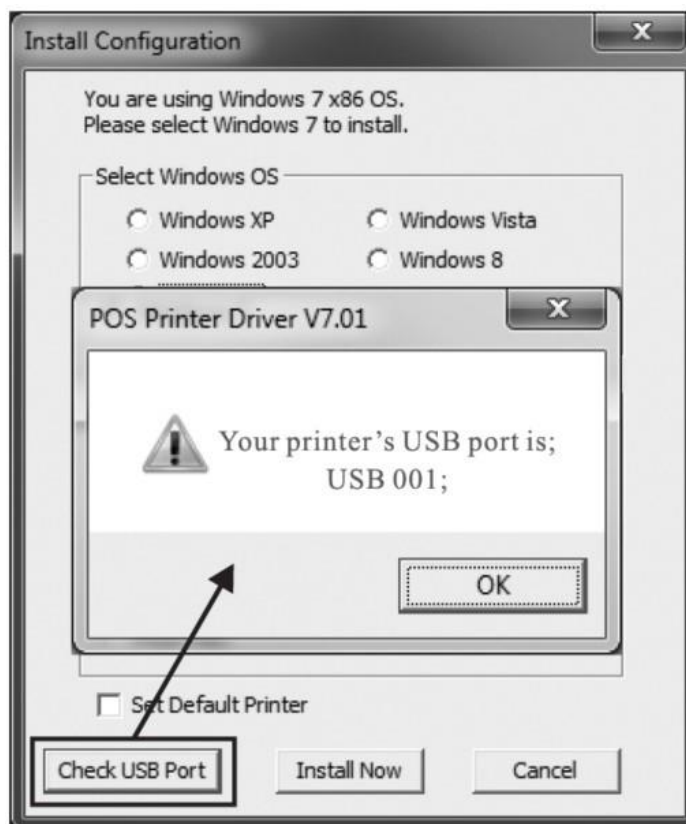 Install Configuration
You are using Windows 7 x86 OS.
Please select Windows 7 to install.
Select Windows OS
Windows XP
Windows Vista
Windows 2003
Windows 8
POS Printer Driver V7.01
Your printer's USB port is;
USB 001;
OK
Set Default Printer
Check USB Port
Install Now
Cancel